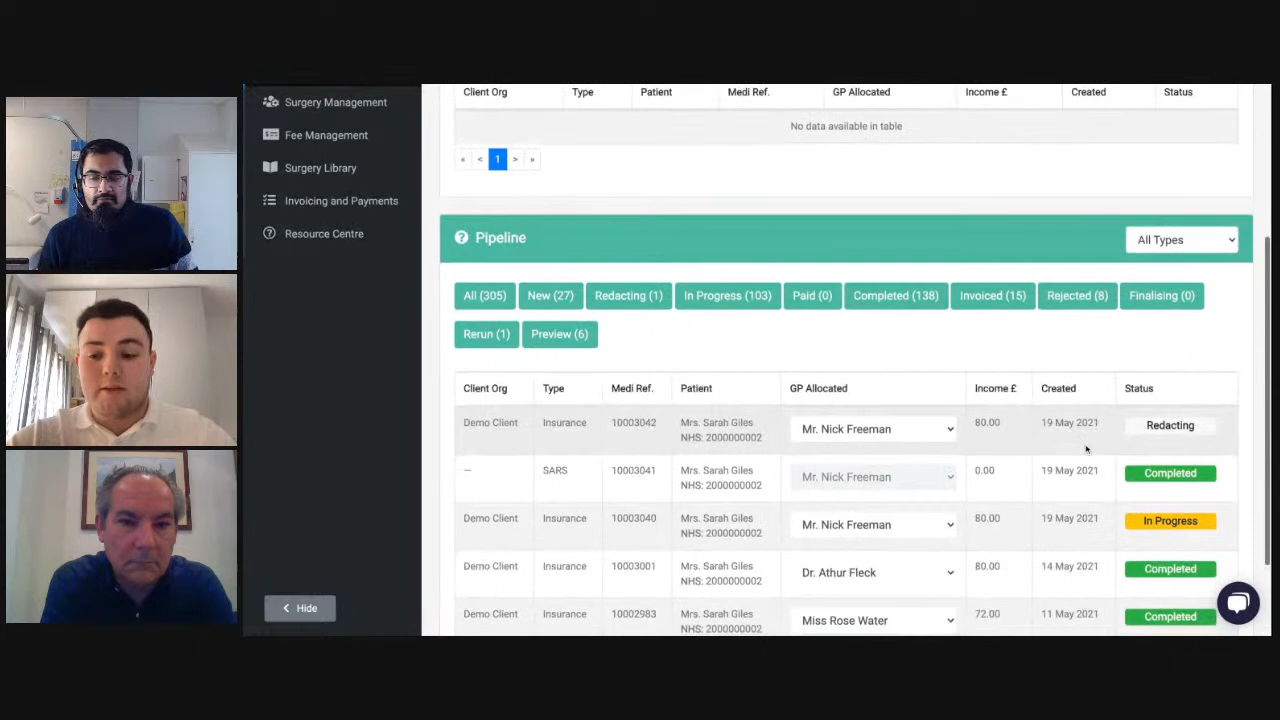 Surgery Management
Fee Management
Surgery Library
Invoicing and Payments
Resource Centre
Hide
Client Org Type Patient Medi Ref. GP Allocated Income £ Created Status
No data available in table
« < 1 > »
Pipeline All Types
All (305) New (27) Redacting (1) In Progress (103) Paid (0) Completed (138) Invoiced (15) Rejected (8) Finalising (0)
Rerun (1) Preview (6)
Client Org Type Medi Ref. Patient GP Allocated Income £ Created Status
Demo Client Insurance 10003042 Mrs. Sarah Giles Mr. Nick Freeman 80.00 19 May 2021 Redacting
NHS: 2000000002
— SARS 10003041 Mrs. Sarah Giles Mr. Nick Freeman 0.00 19 May 2021 Completed
NHS: 2000000002
Demo Client Insurance 10003040 Mrs. Sarah Giles Mr. Nick Freeman 80.00 19 May 2021 In Progress
NHS: 2000000002
Demo Client Insurance 10003001 Mrs. Sarah Giles Dr. Athur Fleck 80.00 14 May 2021 Completed
NHS: 2000000002
Demo Client Insurance 10002983 Mrs. Sarah Giles Miss Rose Water 72.00 11 May 2021 Completed
NHS: 2000000002